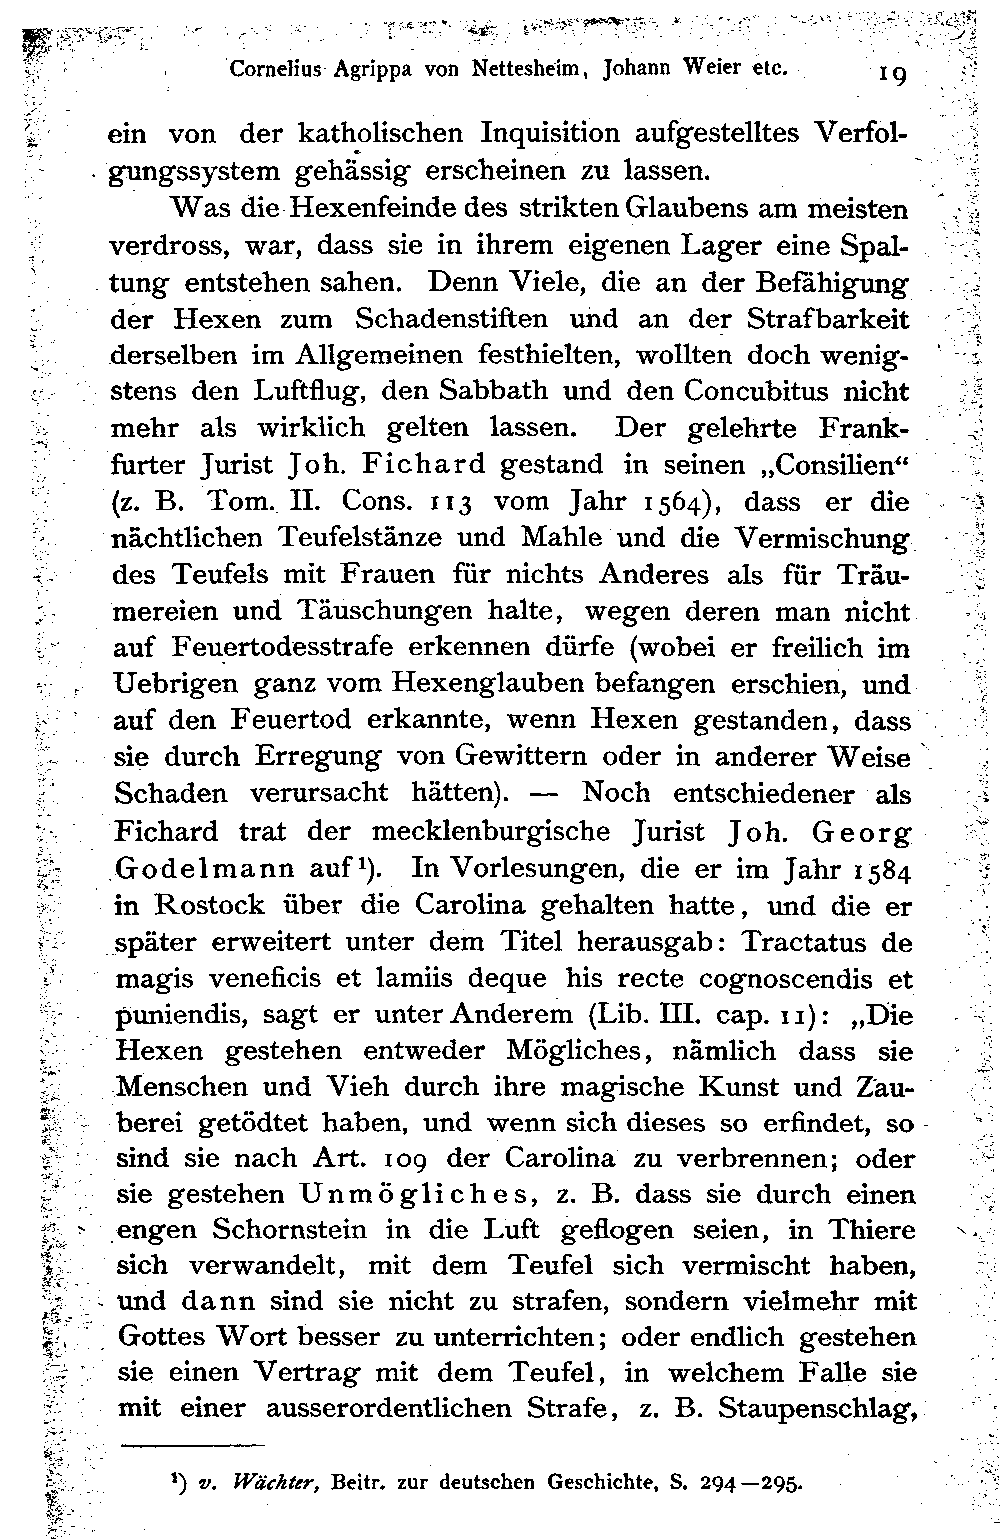 Cornelius Agrippa von Nettesheim, Johann Weier etc. 19
ein von der katholischen Inquisition aufgestelltes Verfol-
gungssystem gehässig erscheinen zu lassen.
Was die Hexenfeinde des strikten Glaubens am meisten
verdross, war, dass sie in ihrem eigenen Lager eine Spal-
tung entstehen sahen. Denn Viele, die an der Befähigung
der Hexen zum Schadenstiften und an der Strafbarkeit
derselben im Allgemeinen festhielten, wollten doch wenig-
stens den Luftflug, den Sabbath und den Concubitus nicht
mehr als wirklich gelten lassen. Der gelehrte Frank-
furter Jurist Joh. Fichard gestand in seinen „Consilien“
(z. B. Tom. II. Cons. 113 vom Jahr 1564), dass er die
nächtlichen Teufelstänze und Mahle und die Vermischung
des Teufels mit Frauen für nichts Anderes als für Träu-
mereien und Täuschungen halte, wegen deren man nicht
auf Feuertodesstrafe erkennen dürfe (wobei er freilich im
Uebrigen ganz vom Hexenglauben befangen erschien, und
auf den Feuertod erkannte, wenn Hexen gestanden, dass
sie durch Erregung von Gewittern oder in anderer Weise
Schaden verursacht hätten). — Noch entschiedener als
Fichard trat der mecklenburgische Jurist Joh. Georg
Godelmann auf¹). In Vorlesungen, die er im Jahr 1584
in Rostock über die Carolina gehalten hatte, und die er
später erweitert unter dem Titel herausgab: Tractatus de
magis veneficis et lamiis deque his recte cognoscendis et
puniendis, sagt er unter Anderem (Lib. III. cap. 11): „Die
Hexen gestehen entweder Mögliches, nämlich dass sie
Menschen und Vieh durch ihre magische Kunst und Zau-
berei getödtet haben, und wenn sich dieses so erfindet, so
sind sie nach Art. 109 der Carolina zu verbrennen; oder
sie gestehen Unmögliches, z. B. dass sie durch einen
engen Schornstein in die Luft geflogen seien, in Thiere
sich verwandelt, mit dem Teufel sich vermischt haben,
und dann sind sie nicht zu strafen, sondern vielmehr mit
Gottes Wort besser zu unterrichten; oder endlich gestehen
sie einen Vertrag mit dem Teufel, in welchem Falle sie
mit einer ausserordentlichen Strafe, z. B. Staupenschlag,
¹) v. Wächter, Beitr. zur deutschen Geschichte, S. 294—295.